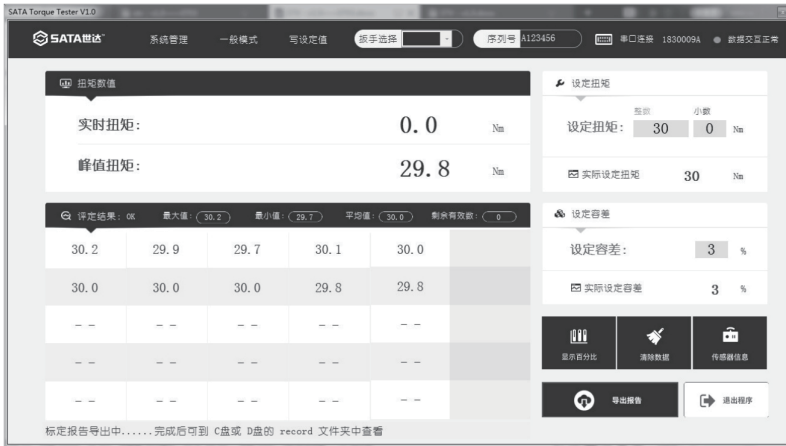 SATA Torque Tester V1.0
SATA世达 系统管理 一般模式 写设定值 扳手选择 序列号 A123456 串口连接 1830009A 数据交互正常
扭矩数值
实时扭矩: 0.0 Nm
峰值扭矩: 29.8 Nm
设定扭矩
整数 小数
设定扭矩: 30 0 Nm
实际设定扭矩 30 Nm
评定结果: OK 最大值: 30.2 最小值: 29.7 平均值: 30.0 剩余有效数: 0
30.2 29.9 29.7 30.1 30.0
30.0 30.0 30.0 29.8 29.8
-- -- -- -- --
-- -- -- -- --
-- -- -- -- --
设定容差
设定容差: 3 %
实际设定容差 3 %
显示百分比 清除数据 传感器信息
导出报告 退出程序
标定报告导出中......完成后可到 C盘或 D盘的 record 文件夹中查看